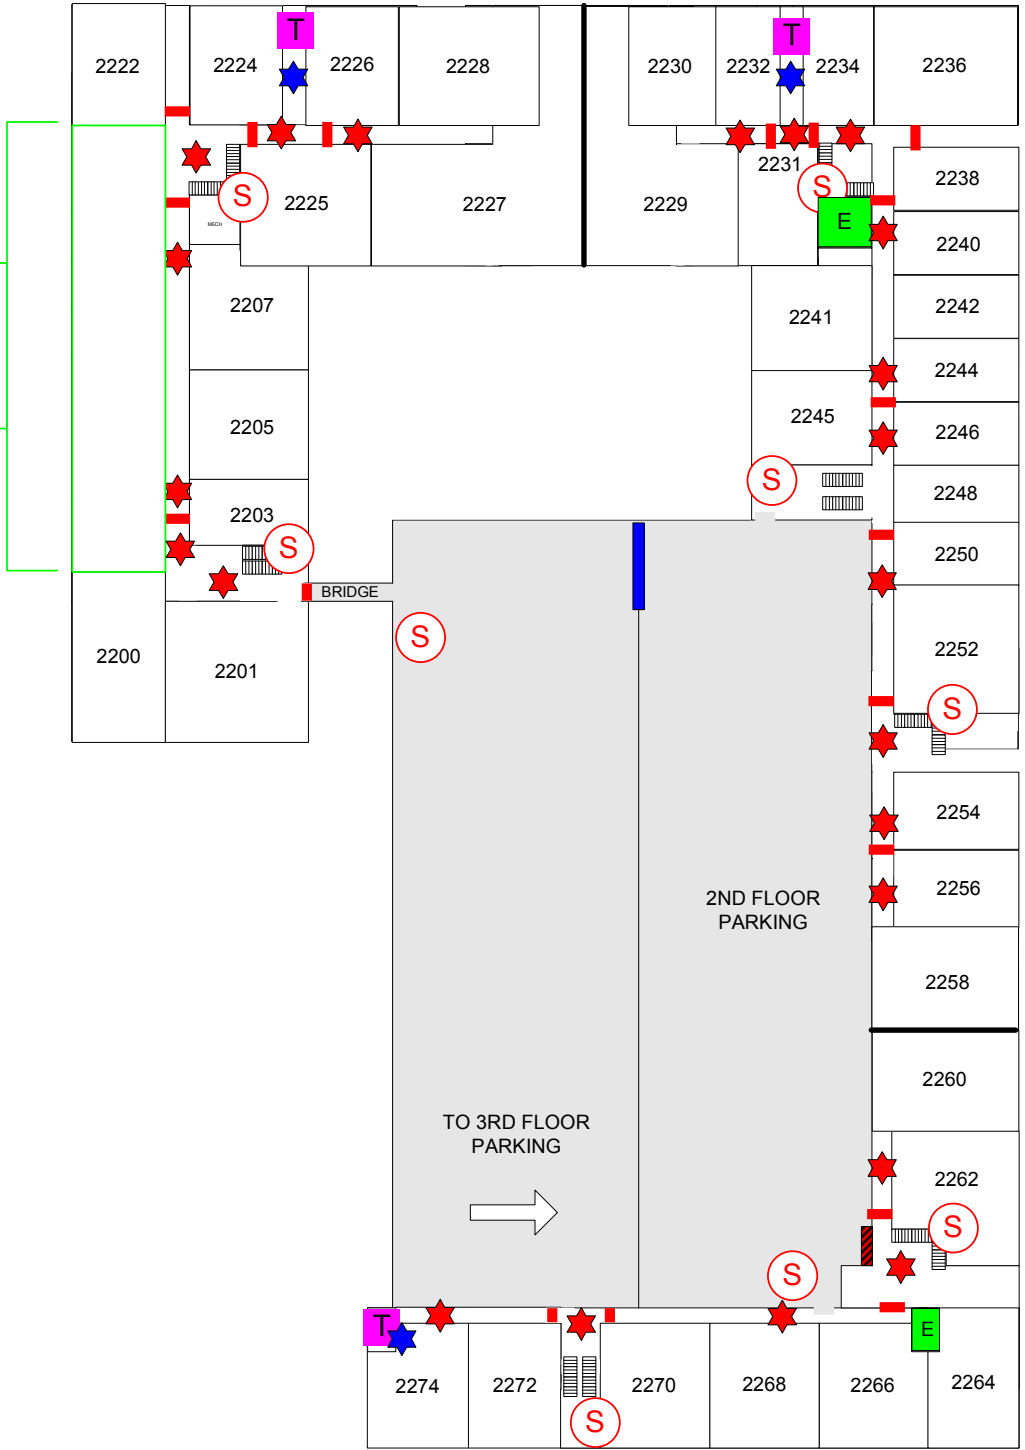 T
T
2222
2224
2226
2228
2230
2232
2234
2236
2231
2238
S
S
2225
2227
2229
E
MECH
2240
2207
2241
2242
2244
2205
2245
2246
S
2248
2203
S
2250
BRIDGE
S
2200
2201
2252
S
2254
2256
2ND FLOOR
PARKING
2258
2260
TO 3RD FLOOR
PARKING
2262
S
S
T
E
2274
2272
2270
2268
2266
2264
S